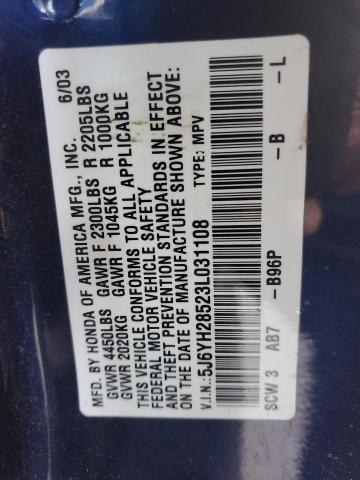 MFD. BY HONDA OF AMERICA MFG., INC. 6/03
GVWR 4450LBS GAWR F 2300LBS R 2205LBS
GVWR 2020KG GAWR F 1045KG R 1000KG
THIS VEHICLE CONFORMS TO ALL APPLICABLE
FEDERAL MOTOR VEHICLE SAFETY
AND THEFT PREVENTION STANDARDS IN EFFECT
ON THE DATE OF MANUFACTURE SHOWN ABOVE.
V.I.N.: 5J6YH28523L031108 TYPE: MPV
SCW 3 AB7 -B96P -B -L